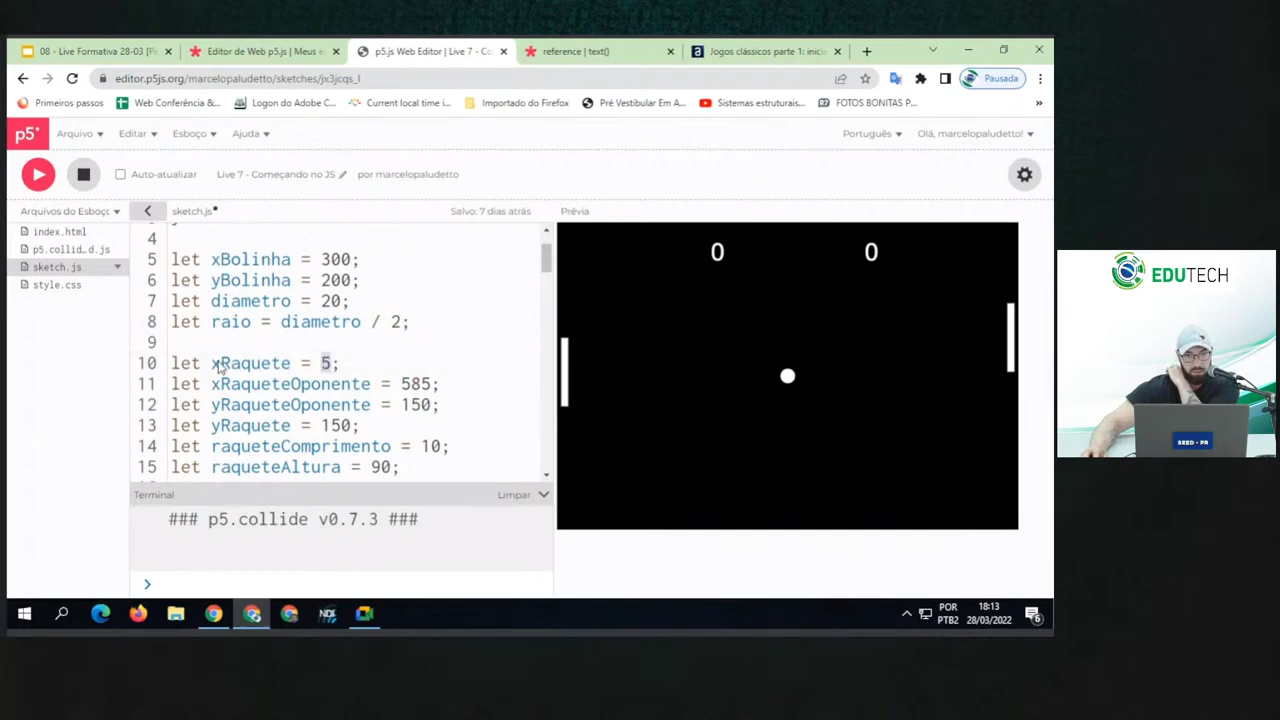 08 - Live Formativa 28-03 [P
Editor de Web p5.js | Meus e
p5.js Web Editor | Live 7 - Co
reference | text()
Jogos clássicos parte 1: inicia
editor.p5js.org/marcelopaludetto/sketches/jx3jcqs_l
Pausada
Primeiros passos
Web Conferência &...
Logon do Adobe C...
Current local time i...
Importado do Firefox
Pré Vestibular Em A...
Sistemas estruturais...
FOTOS BONITAS P...
»
p5*
Arquivo
Editar
Esboço
Ajuda
Português
Olá, marcelopaludetto!
Auto-atualizar
Live 7 - Começando no JS
por marcelopaludetto
Arquivos do Esboço
sketch.js
Salvo: 7 dias atrás
Prévia
index.html
p5.collid...d.js
sketch.js
style.css
4
5 let xBolinha = 300;
6 let yBolinha = 200;
7 let diametro = 20;
8 let raio = diametro / 2;
9
10 let xRaquete = 5;
11 let xRaqueteOponente = 585;
12 let yRaqueteOponente = 150;
13 let yRaquete = 150;
14 let raqueteComprimento = 10;
15 let raqueteAltura = 90;
0 0
Terminal
Limpar
### p5.collide v0.7.3 ###
>
EDUTECH
SEED - PR
POR
PTB2
18:13
28/03/2022
6